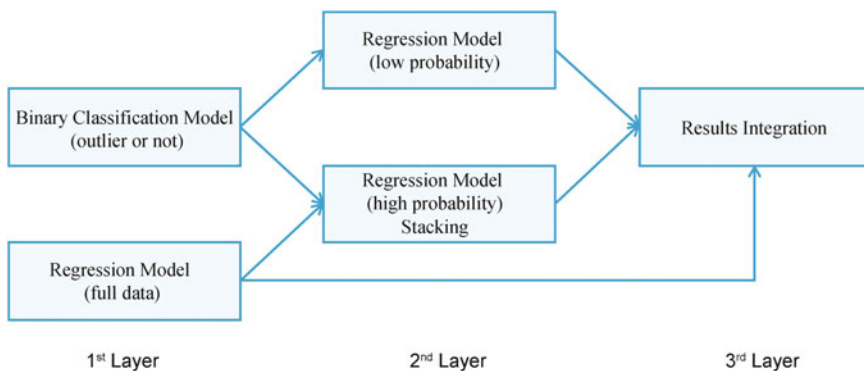 Regression Model
(low probability)
Binary Classification Model
(outlier or not)
Results Integration
Regression Model
(high probability)
Stacking
Regression Model
(full data)
1st Layer
2nd Layer
3rd Layer